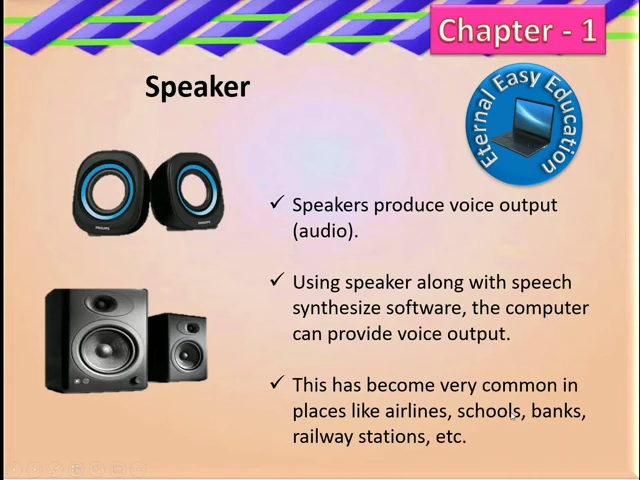 Chapter - 1
Speaker
Eternal Easy Education
Speakers produce voice output
(audio).
Using speaker along with speech
synthesize software, the computer
can provide voice output.
This has become very common in
places like airlines, schools, banks,
railway stations, etc.
PHILIPS